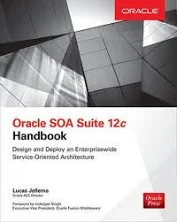 ORACLE
Oracle SOA Suite 12c
Handbook
Design and Deploy an Enterprisewide
Service-Oriented Architecture
Lucas Jellema
Oracle ACE Director
Foreword by Inderjeet Singh
Executive Vice President, Oracle Fusion Middleware
Oracle
Press